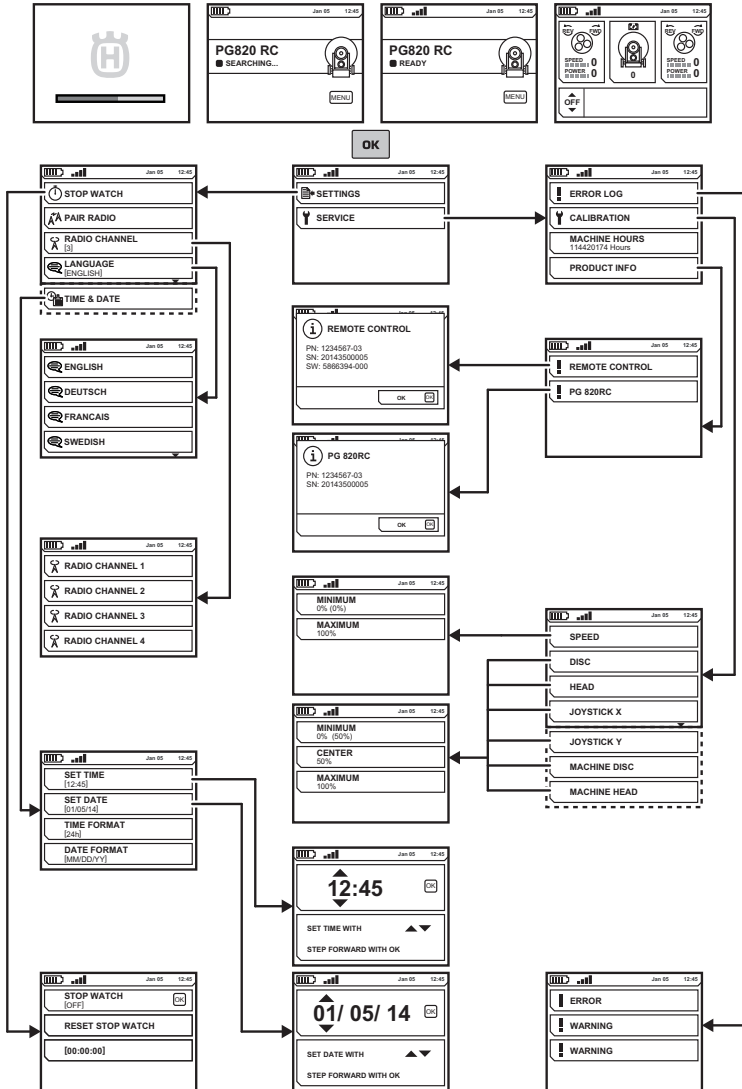 Jan 05 12:45
PG820 RC
SEARCHING...
MENU
Jan 05 12:45
PG820 RC
READY
MENU
Jan 05 12:45
REV FWD
SPEED 0
POWER 0
0
REV FWD
SPEED 0
POWER 0
OFF
OK
Jan 05 12:45
STOP WATCH
PAIR RADIO
RADIO CHANNEL
[3]
LANGUAGE
[ENGLISH]
TIME & DATE
Jan 05 12:45
SETTINGS
SERVICE
Jan 05 12:45
ERROR LOG
CALIBRATION
MACHINE HOURS
114420174 Hours
PRODUCT INFO
Jan 05 12:45
ENGLISH
DEUTSCH
FRANCAIS
SWEDISH
REMOTE CONTROL
PN: 1234567-03
SN: 20143500005
SW: 5866394-000
OK OK
Jan 05 12:45
REMOTE CONTROL
PG 820RC
PG 820RC
PN: 1234567-03
SN: 20143500005
OK OK
Jan 05 12:45
RADIO CHANNEL 1
RADIO CHANNEL 2
RADIO CHANNEL 3
RADIO CHANNEL 4
Jan 05 12:45
MINIMUM
0% (0%)
MAXIMUM
100%
Jan 05 12:45
SPEED
DISC
HEAD
JOYSTICK X
JOYSTICK Y
MACHINE DISC
MACHINE HEAD
Jan 05 12:45
MINIMUM
0% (50%)
CENTER
50%
MAXIMUM
100%
Jan 05 12:45
SET TIME
[12:45]
SET DATE
[01/05/14]
TIME FORMAT
[24h]
DATE FORMAT
[MM/DD/YY]
Jan 05 12:45
12:45
OK
SET TIME WITH
STEP FORWARD WITH OK
Jan 05 12:45
STOP WATCH
[OFF]
OK
RESET STOP WATCH
[00:00:00]
Jan 05 12:45
01/ 05/ 14
OK
SET DATE WITH
STEP FORWARD WITH OK
Jan 05 12:45
ERROR
WARNING
WARNING